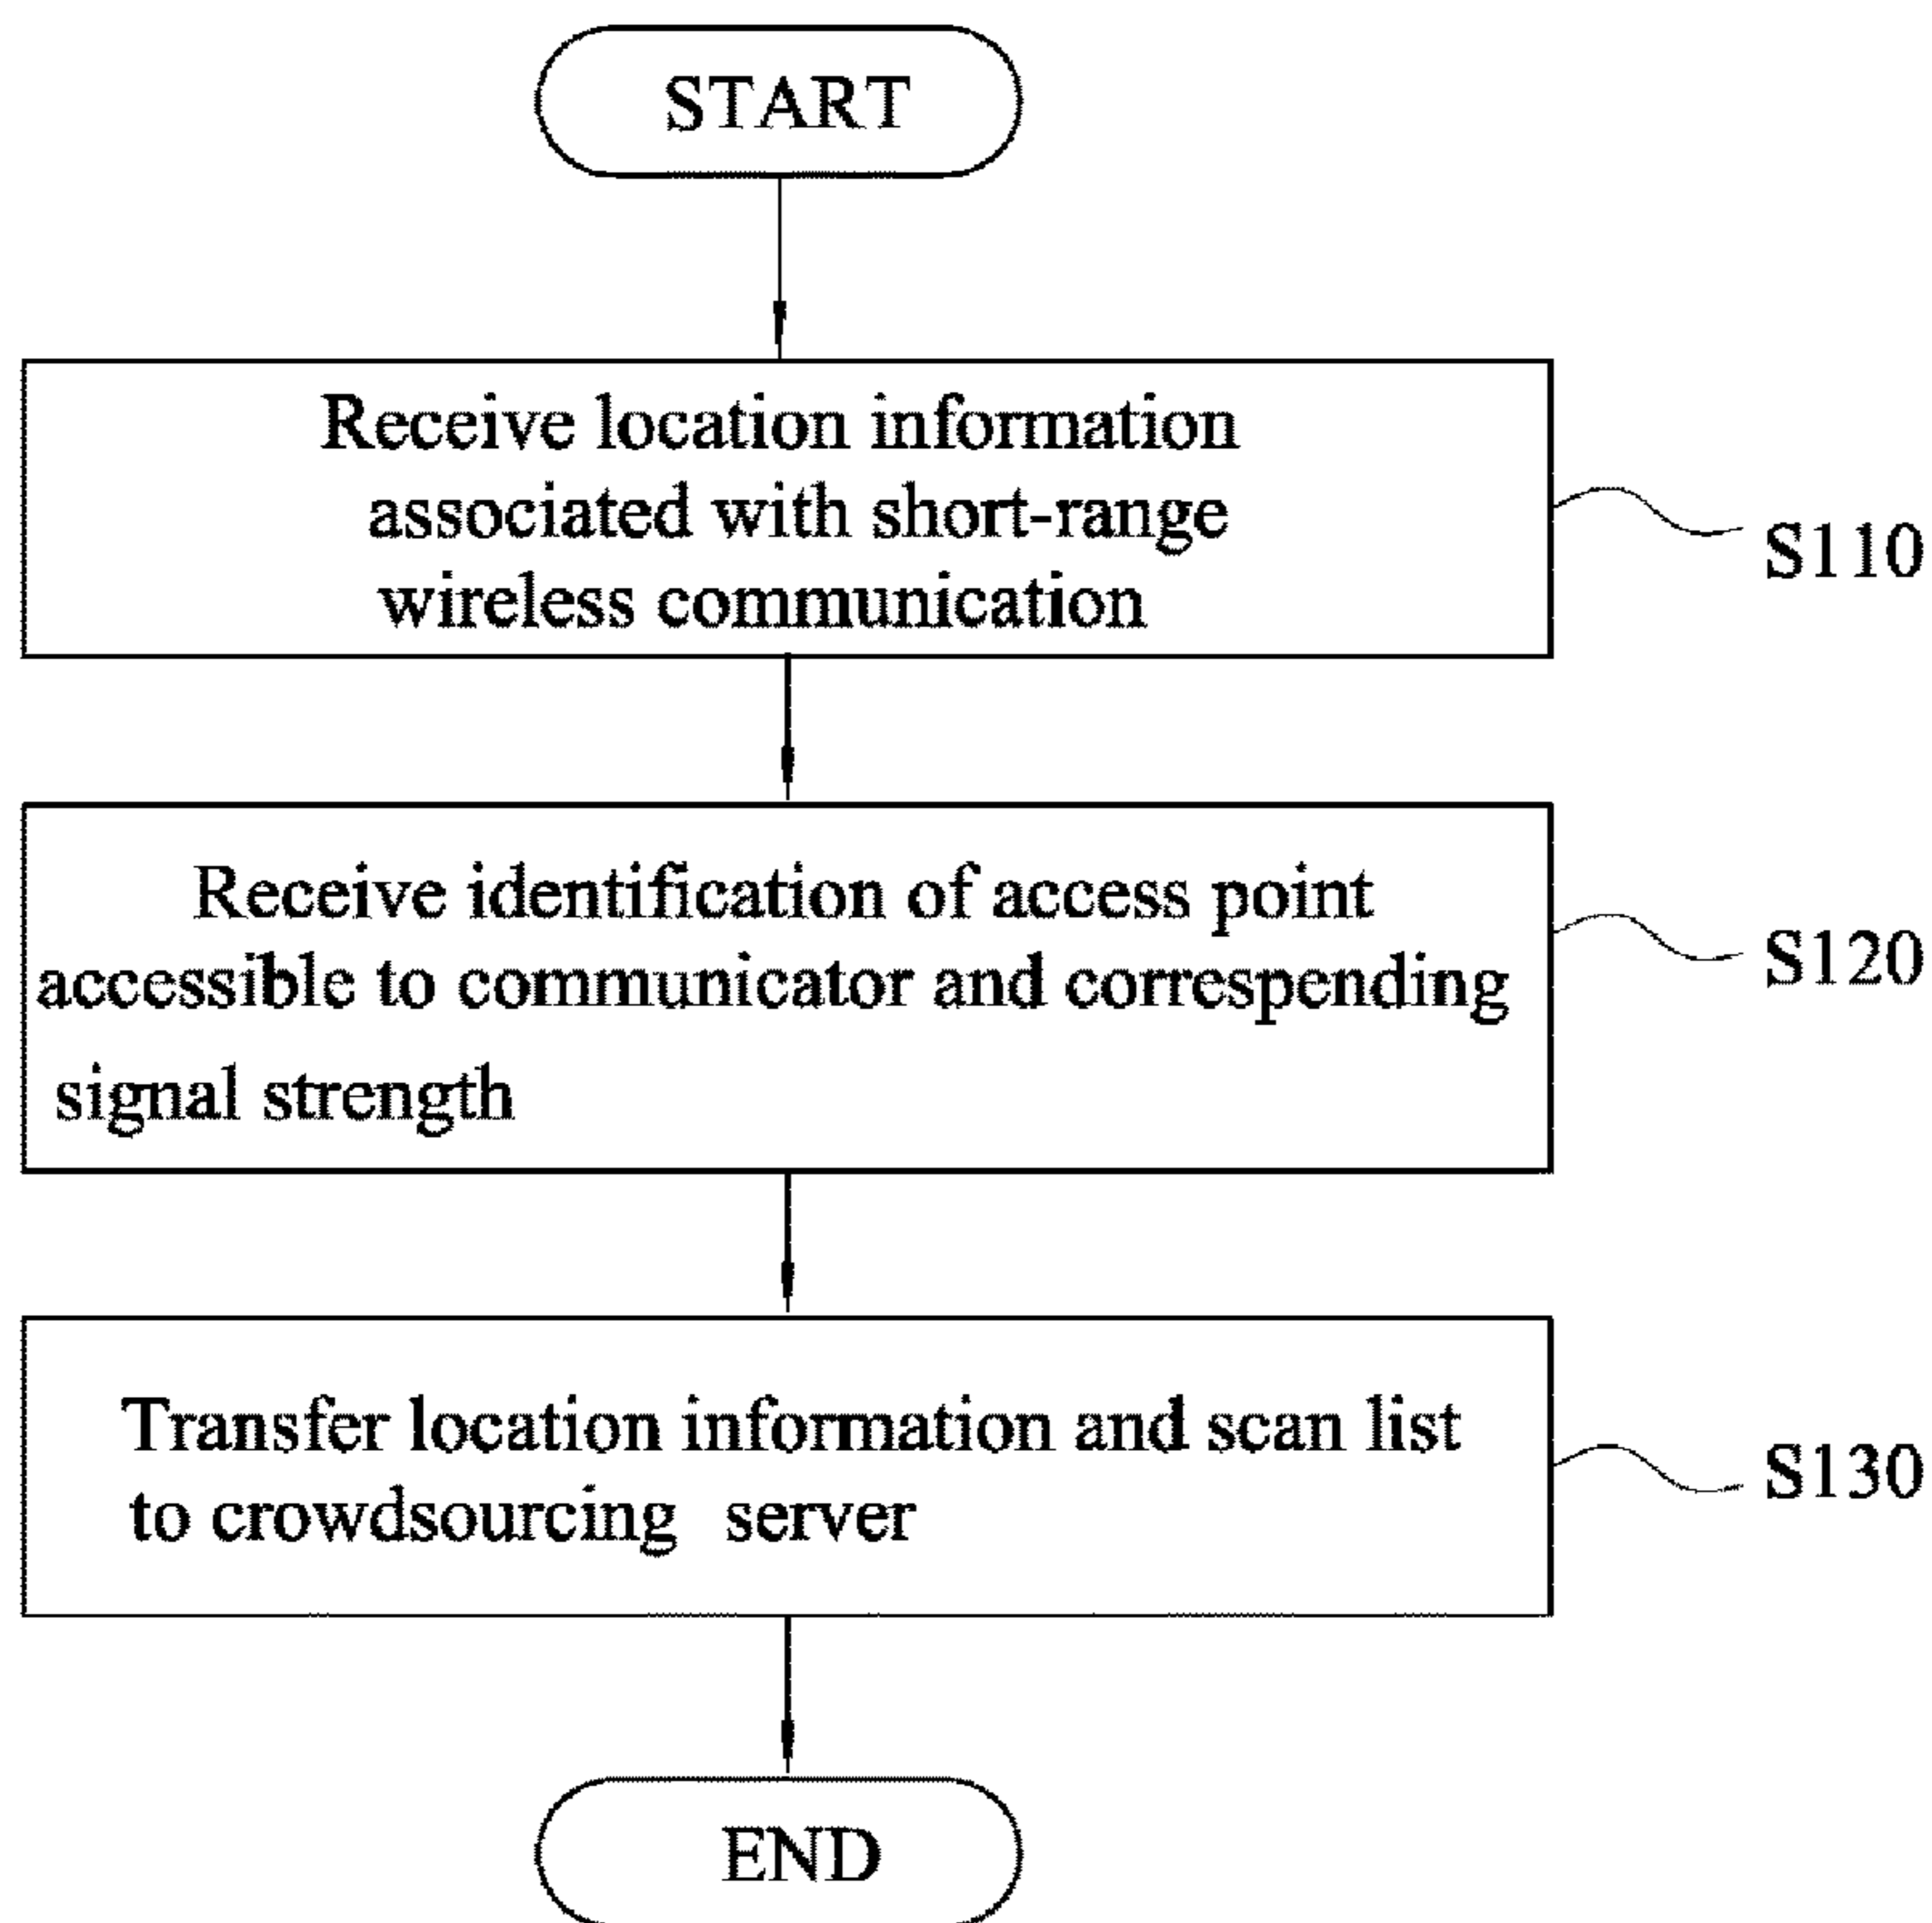 START
Receive location information
associated with short-range
wireless communication
S110
Receive identification of access point
accessible to communicator and correspending
signal strength
S120
Transfer location information and scan list
to crowdsourcing server
S130
END